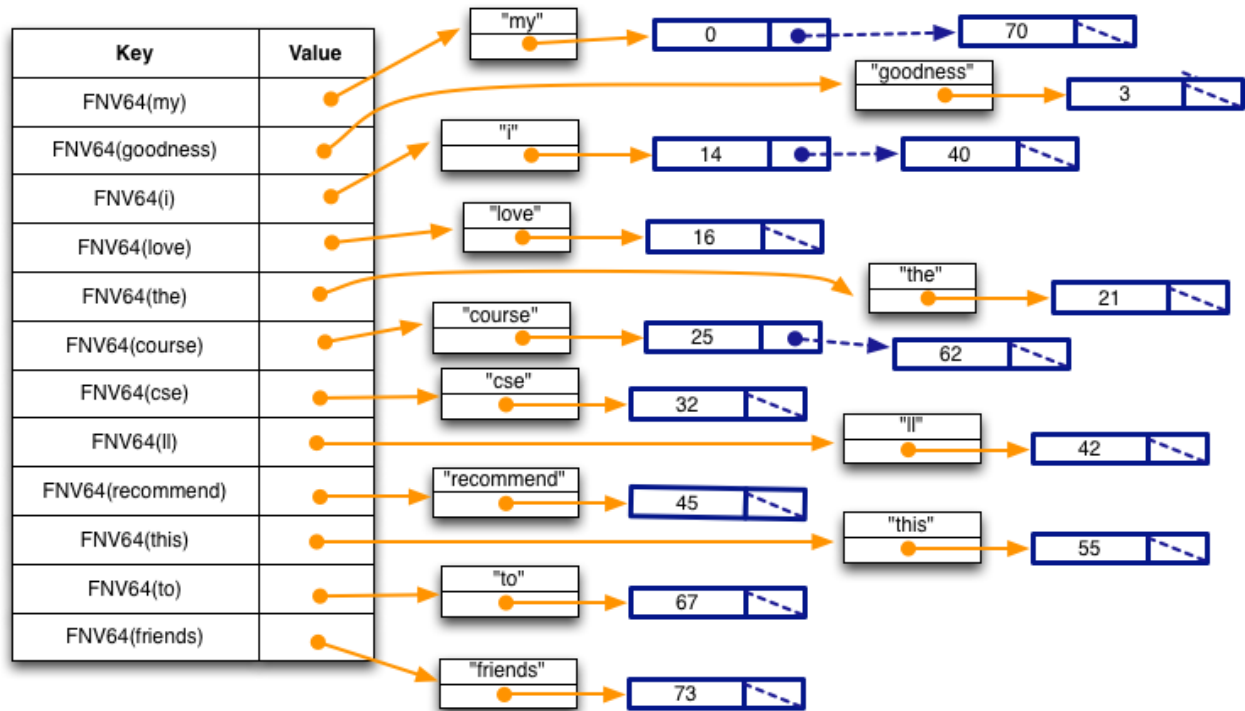 Key Value
FNV64(my)
FNV64(goodness)
FNV64(i)
FNV64(love)
FNV64(the)
FNV64(course)
FNV64(cse)
FNV64(ll)
FNV64(recommend)
FNV64(this)
FNV64(to)
FNV64(friends)
"my" 0 70
"goodness" 3
"i" 14 40
"love" 16
"the" 21
"course" 25 62
"cse" 32
"ll" 42
"recommend" 45
"this" 55
"to" 67
"friends" 73